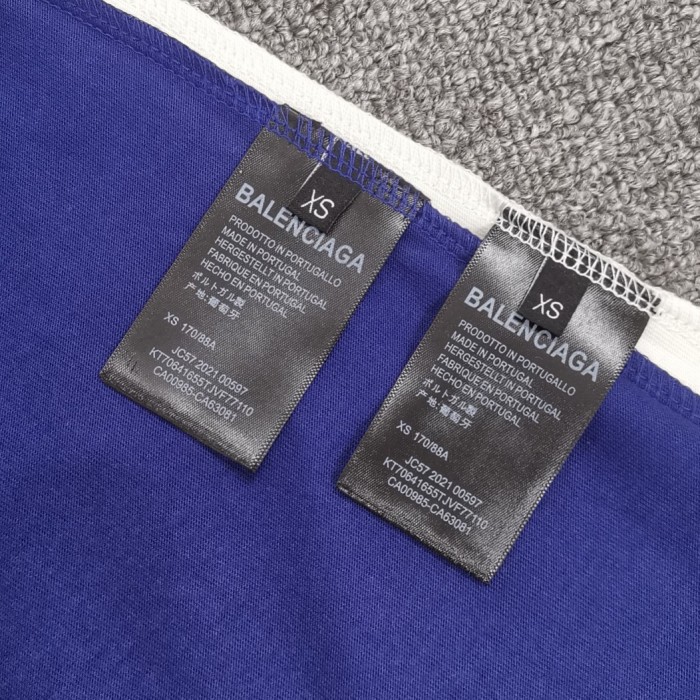 XS
BALENCIAGA
PRODOTTO IN PORTUGALLO
MADE IN PORTUGAL
HERGESTELLT IN PORTUGAL
FABRIQUE EN PORTUGAL
HECHO EN PORTUGAL
ポルトガル製
产地:葡萄牙
XS 170/88A
JC57 2021 00597
KT70641655TJVF77110
CA00985-CA63081
XS
BALENCIAGA
PRODOTTO IN PORTUGALLO
MADE IN PORTUGAL
HERGESTELLT IN PORTUGAL
FABRIQUE EN PORTUGAL
HECHO EN PORTUGAL
ポルトガル製
产地:葡萄牙
XS 170/88A
JC57 2021 00597
KT70641655TJVF77110
CA00985-CA63081